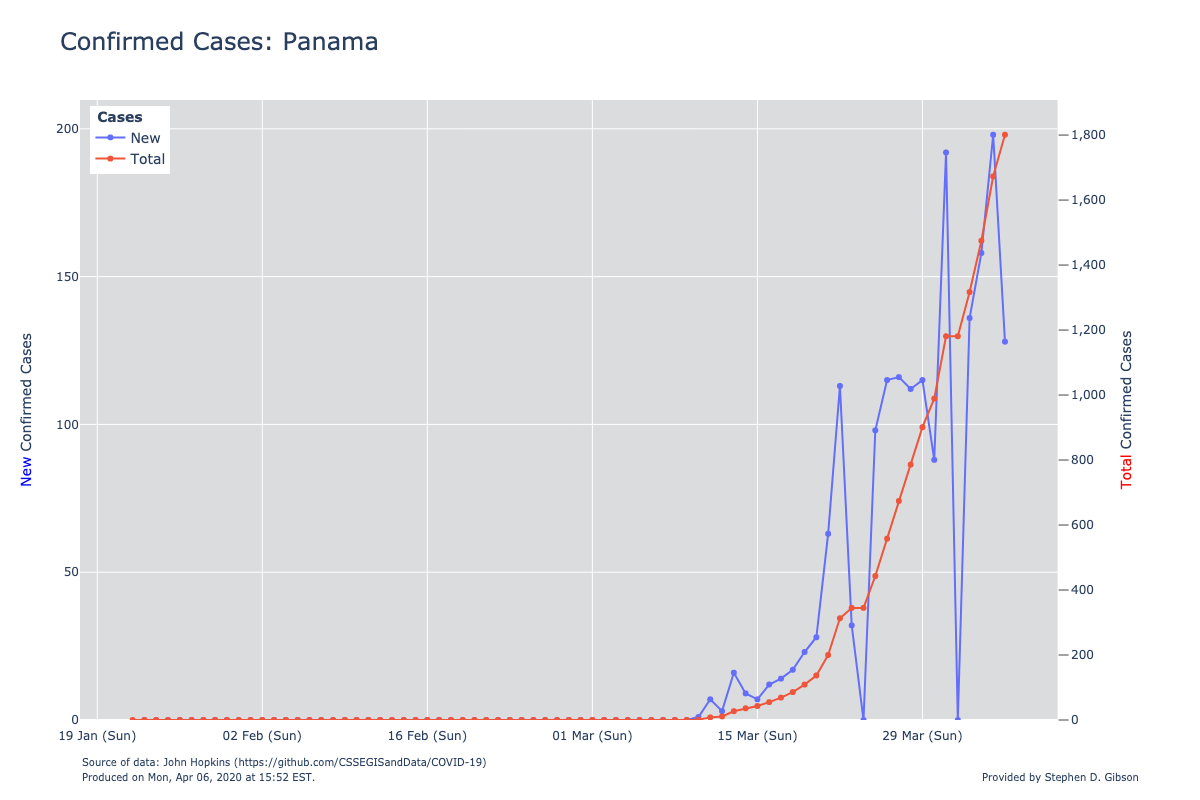 Confirmed Cases: Panama
Cases
New
Total
200
150
100
50
0
1,800
1,600
1,400
1,200
1,000
800
600
400
200
0
New Confirmed Cases
Total Confirmed Cases
19 Jan (Sun)
02 Feb (Sun)
16 Feb (Sun)
01 Mar (Sun)
15 Mar (Sun)
29 Mar (Sun)
Source of data: John Hopkins (https://github.com/CSSEGISandData/COVID-19)
Produced on Mon, Apr 06, 2020 at 15:52 EST.
Provided by Stephen D. Gibson